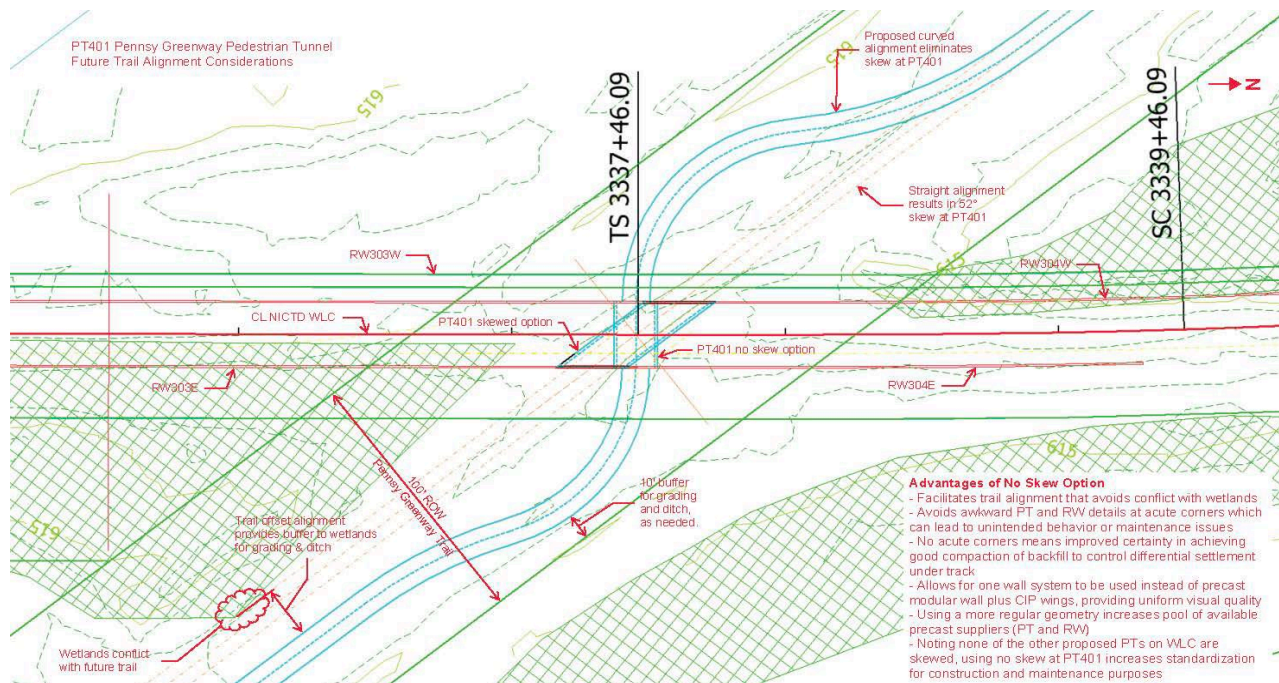 PT401 Pennsy Greenway Pedestrian Tunnel
Future Trail Alignment Considerations
Proposed curved
alignment eliminates
skew at PT401
615
615
TS 3337+46.09
N
SC 3339+46.09
Straight alignment
results in 52°
skew at PT401
RW303W
615
RW304W
CL NICTD WLC
PT401 skewed option
PT401 no skew option
RW303E
RW304E
100' ROW
Pennsy Greenway Trail
615
10' buffer
for grading
and ditch,
as needed.
615
Trail offset alignment
provides buffer to wetlands
for grading & ditch
Wetlands conflict
with future trail
Advantages of No Skew Option
- Facilitates trail alignment that avoids conflict with wetlands
- Avoids awkward PT and RW details at acute corners which
can lead to unintended behavior or maintenance issues
- No acute corners means improved certainty in achieving
good compaction of backfill to control differential settlement
under track
- Allows for one wall system to be used instead of precast
modular wall plus CIP wings, providing uniform visual quality
- Using a more regular geometry increases pool of available
precast suppliers (PT and RW)
- Noting none of the other proposed PTs on WLC are
skewed, using no skew at PT401 increases standardization
for construction and maintenance purposes